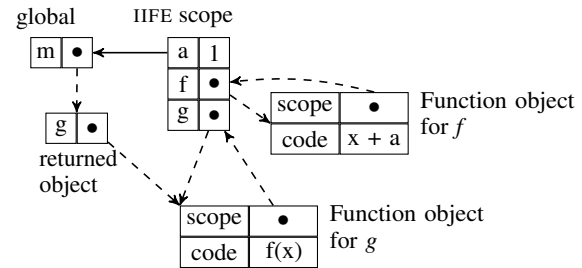 global
IIFE scope
m •
a 1
f •
g •
g •
returned
object
scope •
code x + a
Function object
for f
scope •
code f(x)
Function object
for g